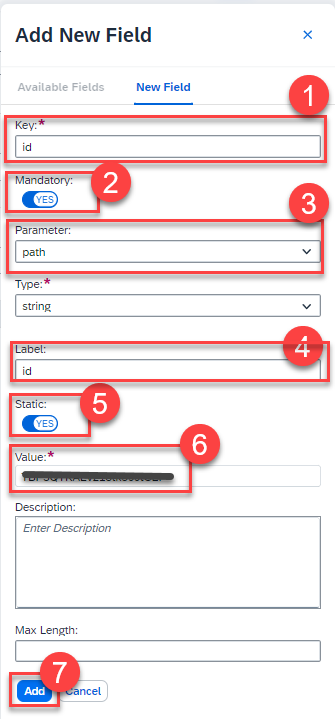 Add New Field
Available Fields New Field
1
Key:*
id
Mandatory:
2
YES
3
Parameter:
path
Type:*
string
4
Label:
id
Static:
5
YES
6
Value:*
Description:
Enter Description
Max Length:
7
Add Cancel